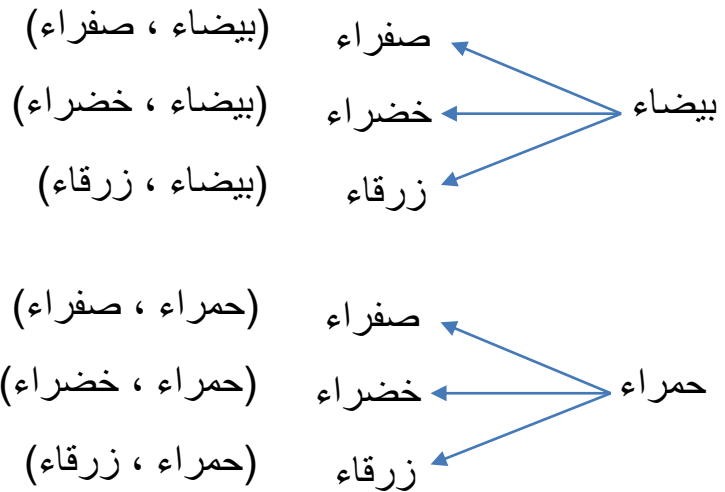 بيضاء
صفراء (بيضاء ، صفراء)
خضراء (بيضاء ، خضراء)
زرقاء (بيضاء ، زرقاء)
حمراء
صفراء (حمراء ، صفراء)
خضراء (حمراء ، خضراء)
زرقاء (حمراء ، زرقاء)